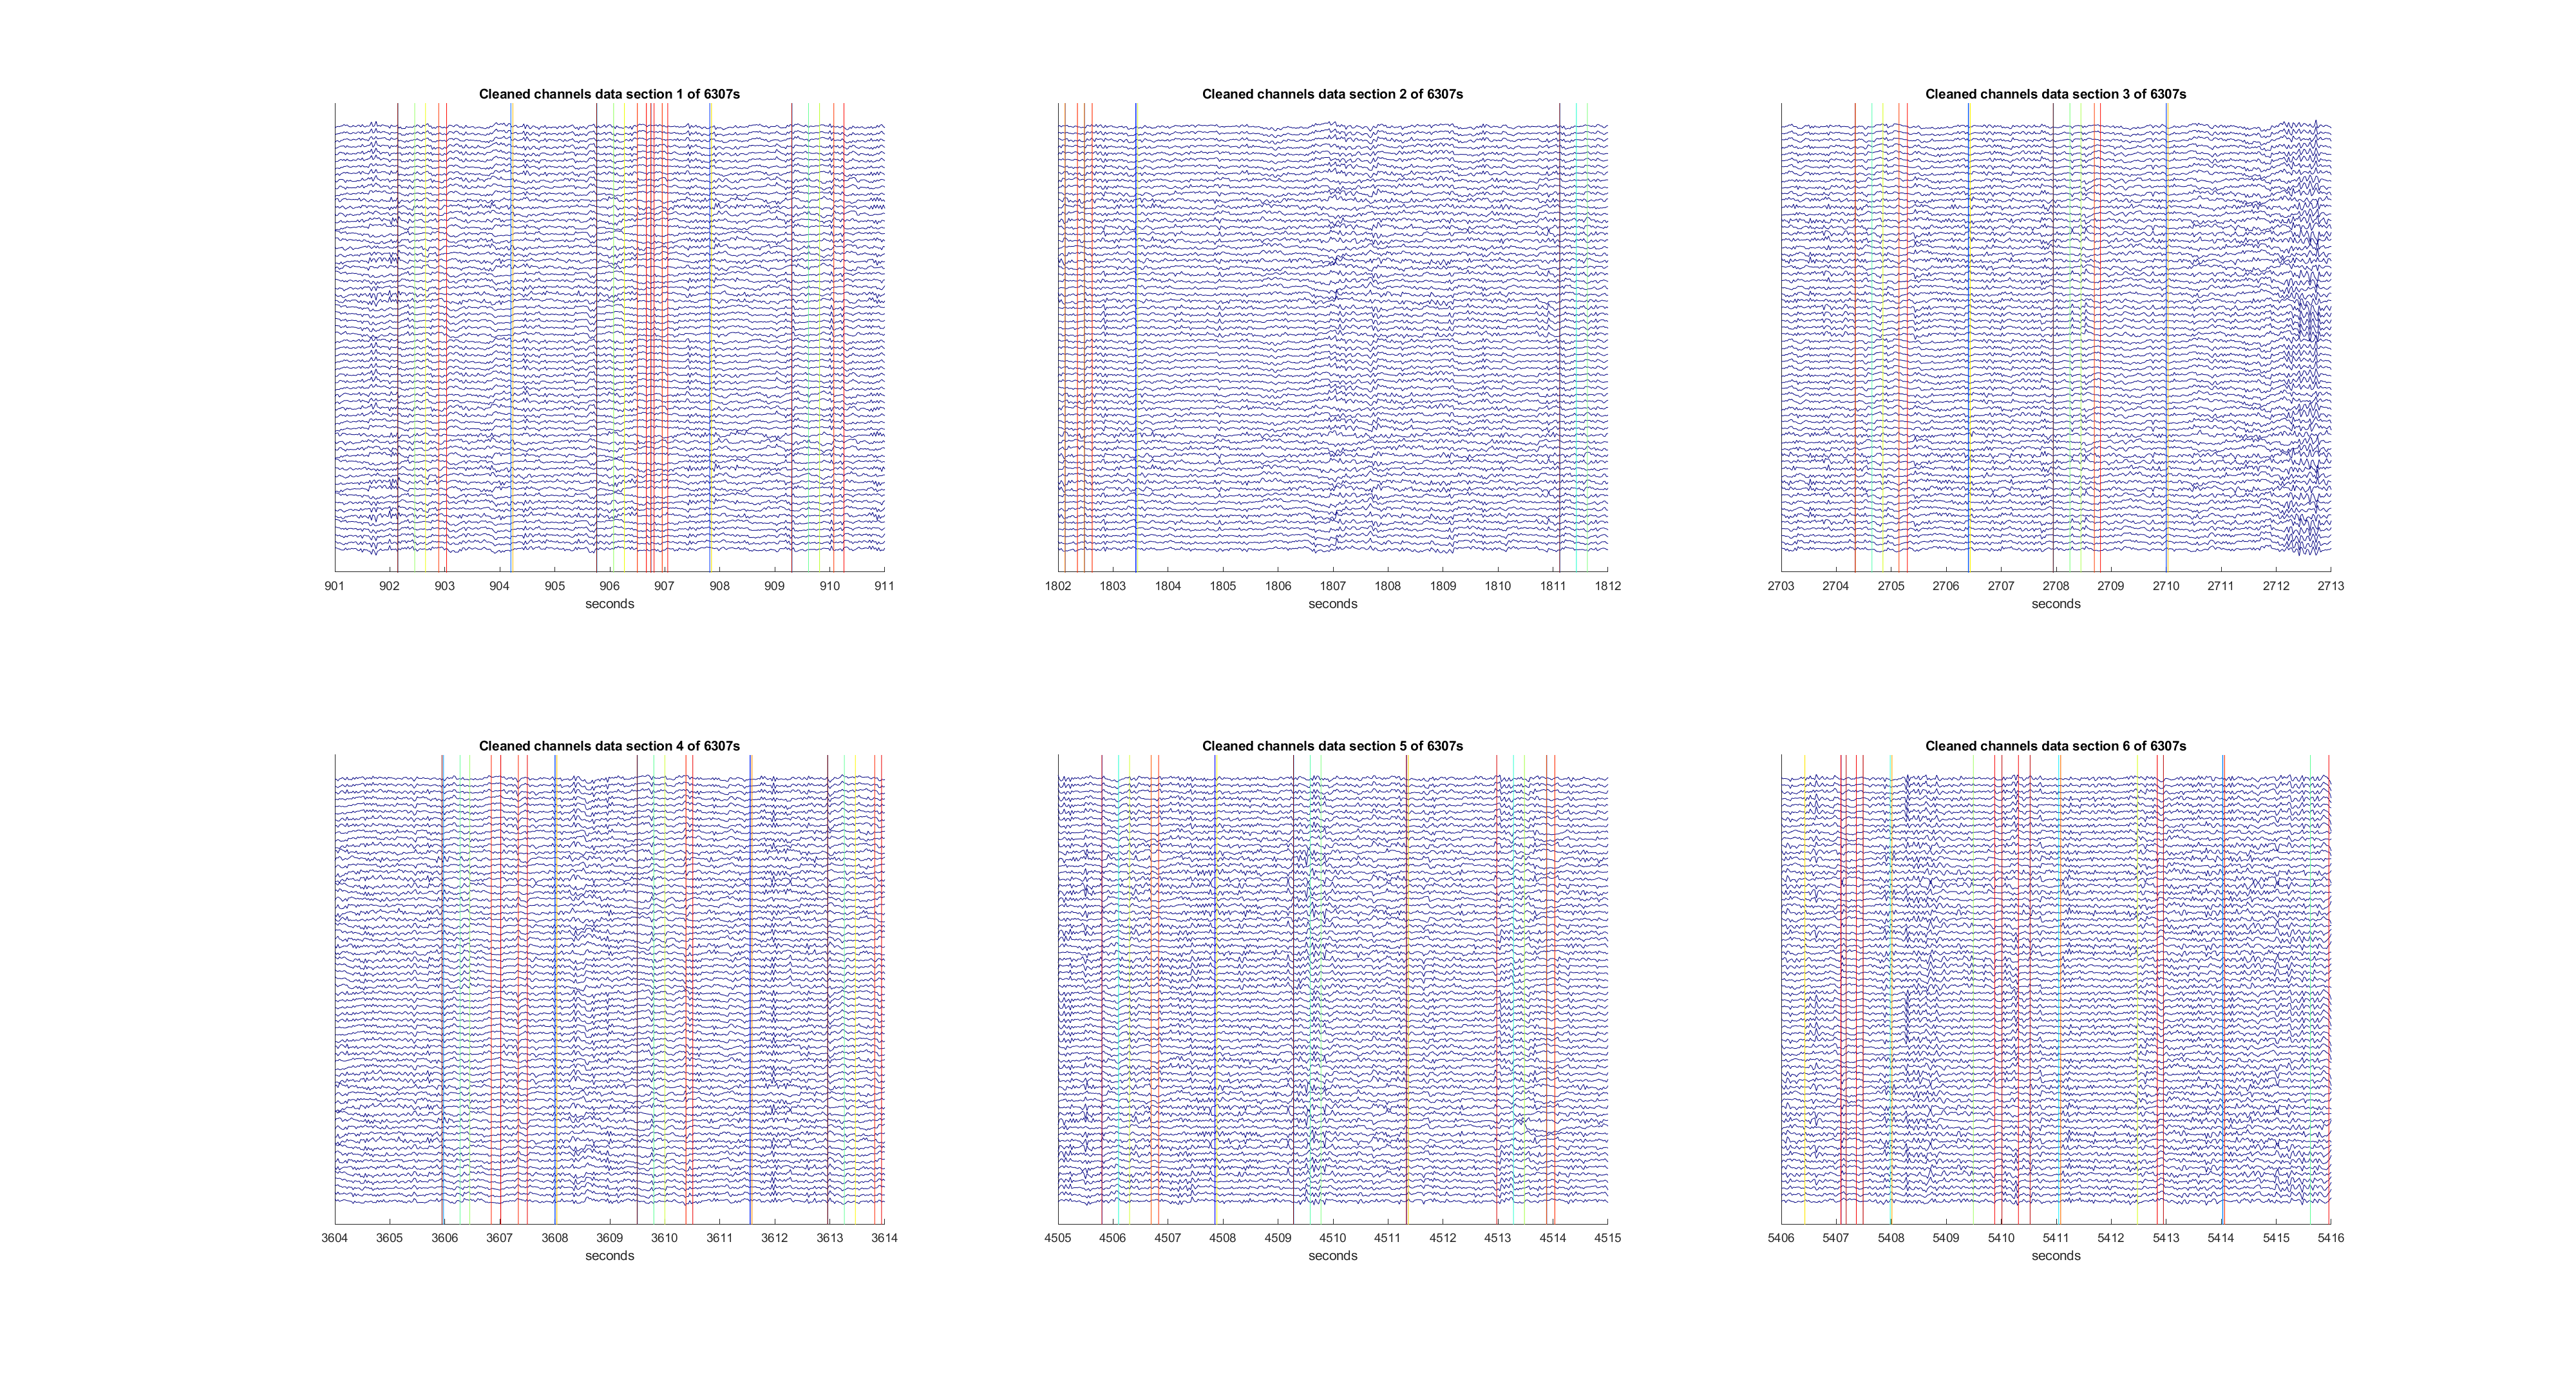 Cleaned channels data section 1 of 6307s
901 902 903 904 905 906 907 908 909 910 911
seconds
Cleaned channels data section 2 of 6307s
1802 1803 1804 1805 1806 1807 1808 1809 1810 1811 1812
seconds
Cleaned channels data section 3 of 6307s
2703 2704 2705 2706 2707 2708 2709 2710 2711 2712 2713
seconds
Cleaned channels data section 4 of 6307s
3604 3605 3606 3607 3608 3609 3610 3611 3612 3613 3614
seconds
Cleaned channels data section 5 of 6307s
4505 4506 4507 4508 4509 4510 4511 4512 4513 4514 4515
seconds
Cleaned channels data section 6 of 6307s
5406 5407 5408 5409 5410 5411 5412 5413 5414 5415 5416
seconds